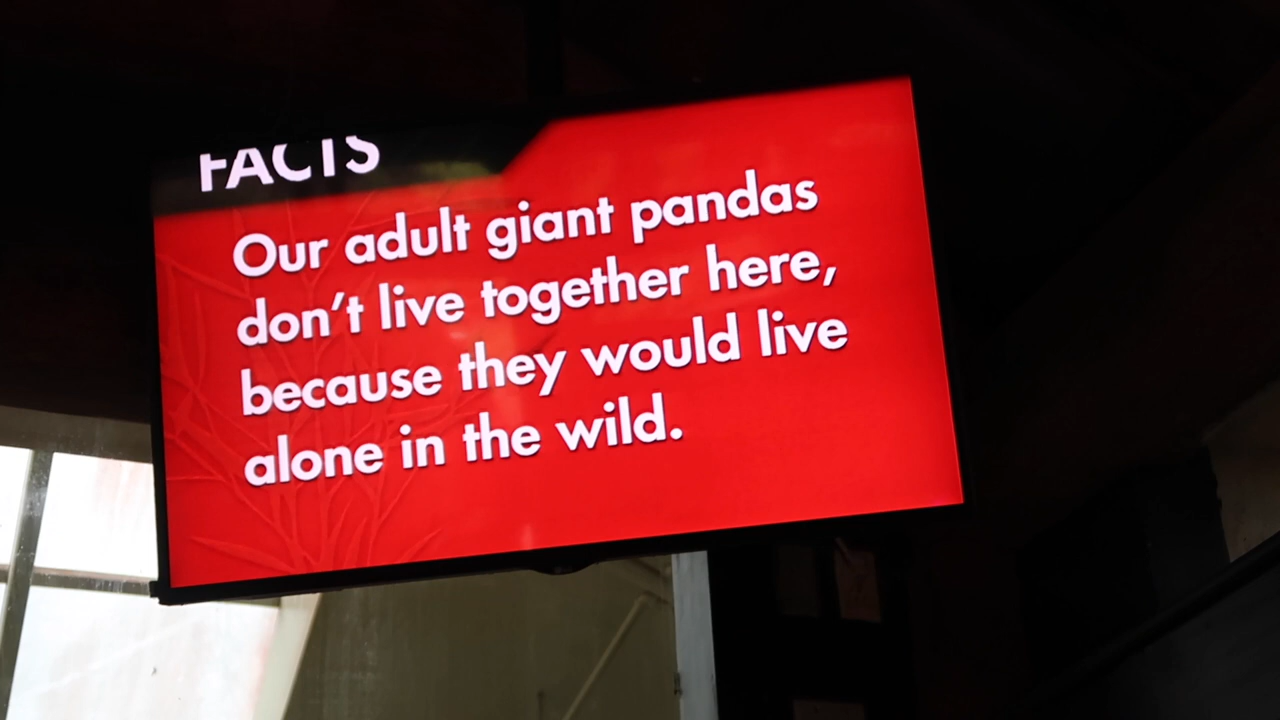 FACTS
Our adult giant pandas
don't live together here,
because they would live
alone in the wild.